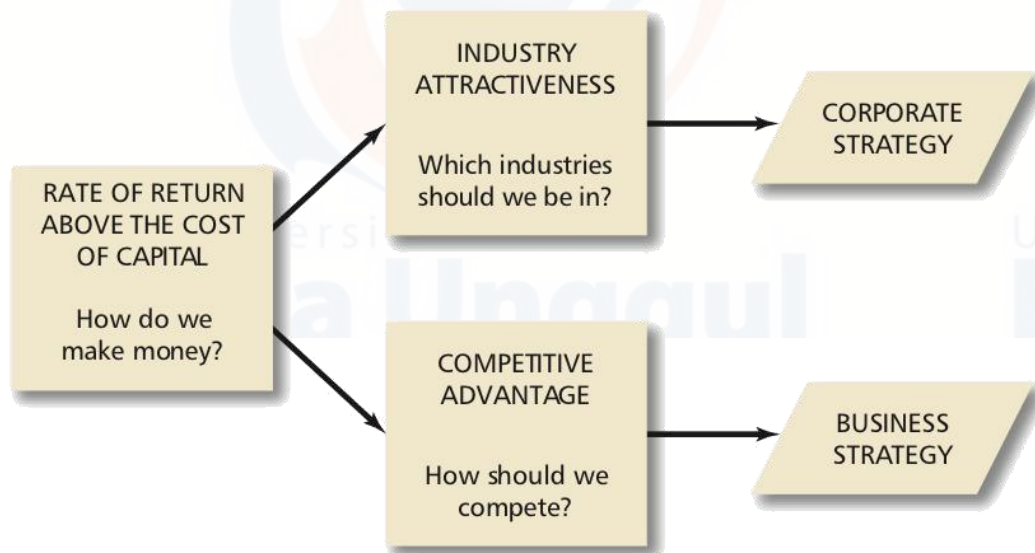 RATE OF RETURN
ABOVE THE COST
OF CAPITAL
How do we
make money?
INDUSTRY
ATTRACTIVENESS
Which industries
should we be in?
CORPORATE
STRATEGY
COMPETITIVE
ADVANTAGE
How should we
compete?
BUSINESS
STRATEGY